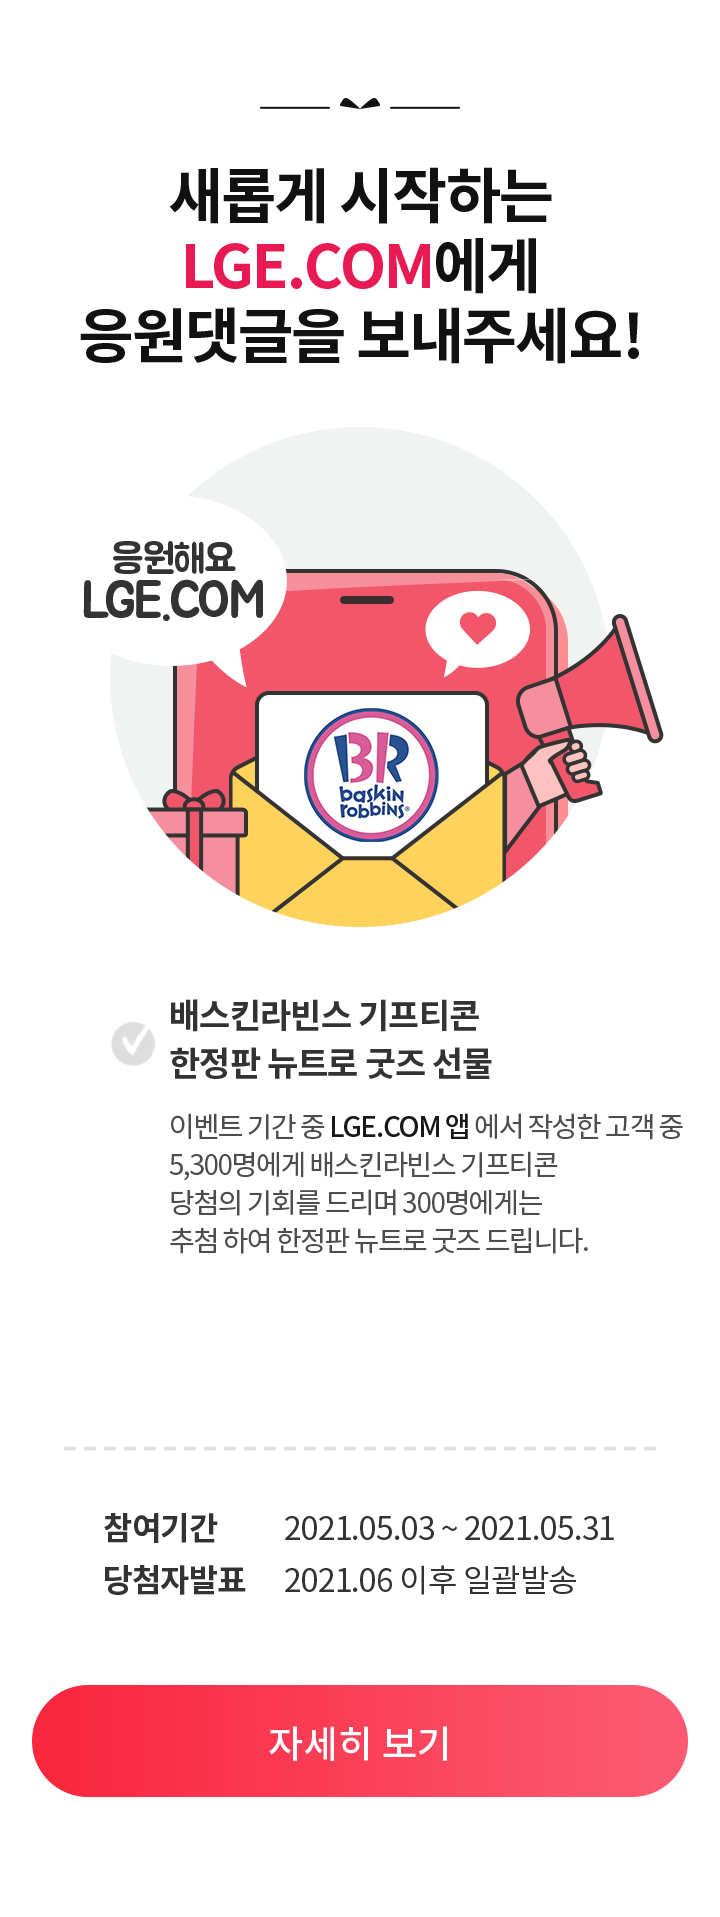 새롭게 시작하는
LGE.COM에게
응원댓글을 보내주세요!
응원해요
LGE.COM
BR
baskin
robbins®
배스킨라빈스 기프티콘
한정판 뉴트로 굿즈 선물
이벤트 기간 중 LGE.COM 앱 에서 작성한 고객 중
5,300명에게 배스킨라빈스 기프티콘
당첨의 기회를 드리며 300명에게는
추첨 하여 한정판 뉴트로 굿즈 드립니다.
참여기간 2021.05.03 ~ 2021.05.31
당첨자발표 2021.06 이후 일괄발송
자세히 보기